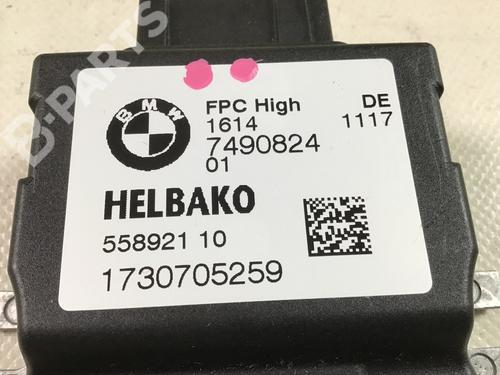 B-PARTS
BMW
FPC High DE
1614 1117
7490824
01
HELBAKO
558921 10
1730705259